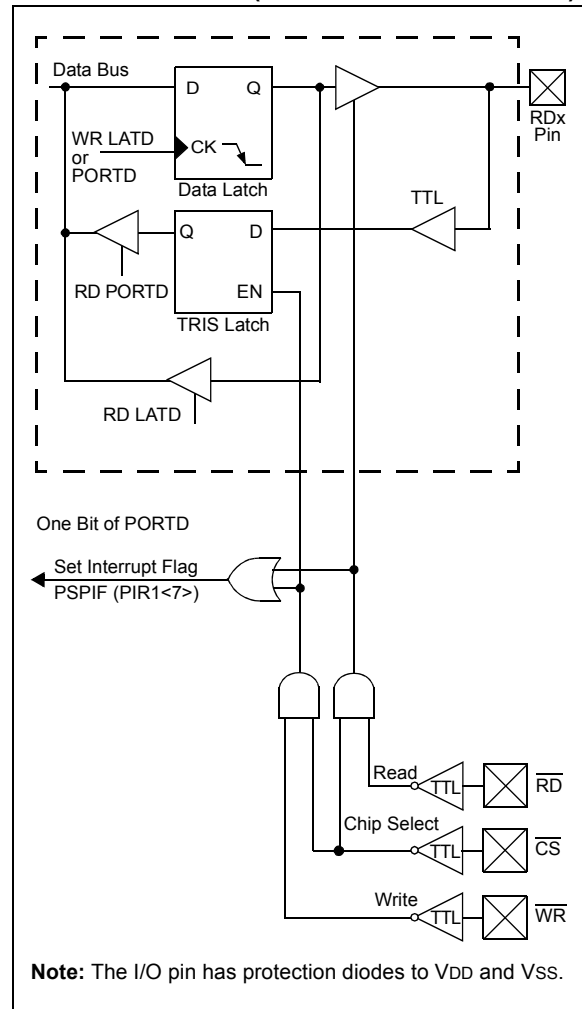 Data Bus
D Q
RDx
Pin
WR LATD
or
PORTD
CK
Data Latch
TTL
Q D
RD PORTD
EN
TRIS Latch
RD LATD
One Bit of PORTD
Set Interrupt Flag
PSPIF (PIR1<7>)
Read
TTL
RD
Chip Select
TTL
CS
Write
TTL
WR
Note: The I/O pin has protection diodes to VDD and VSS.